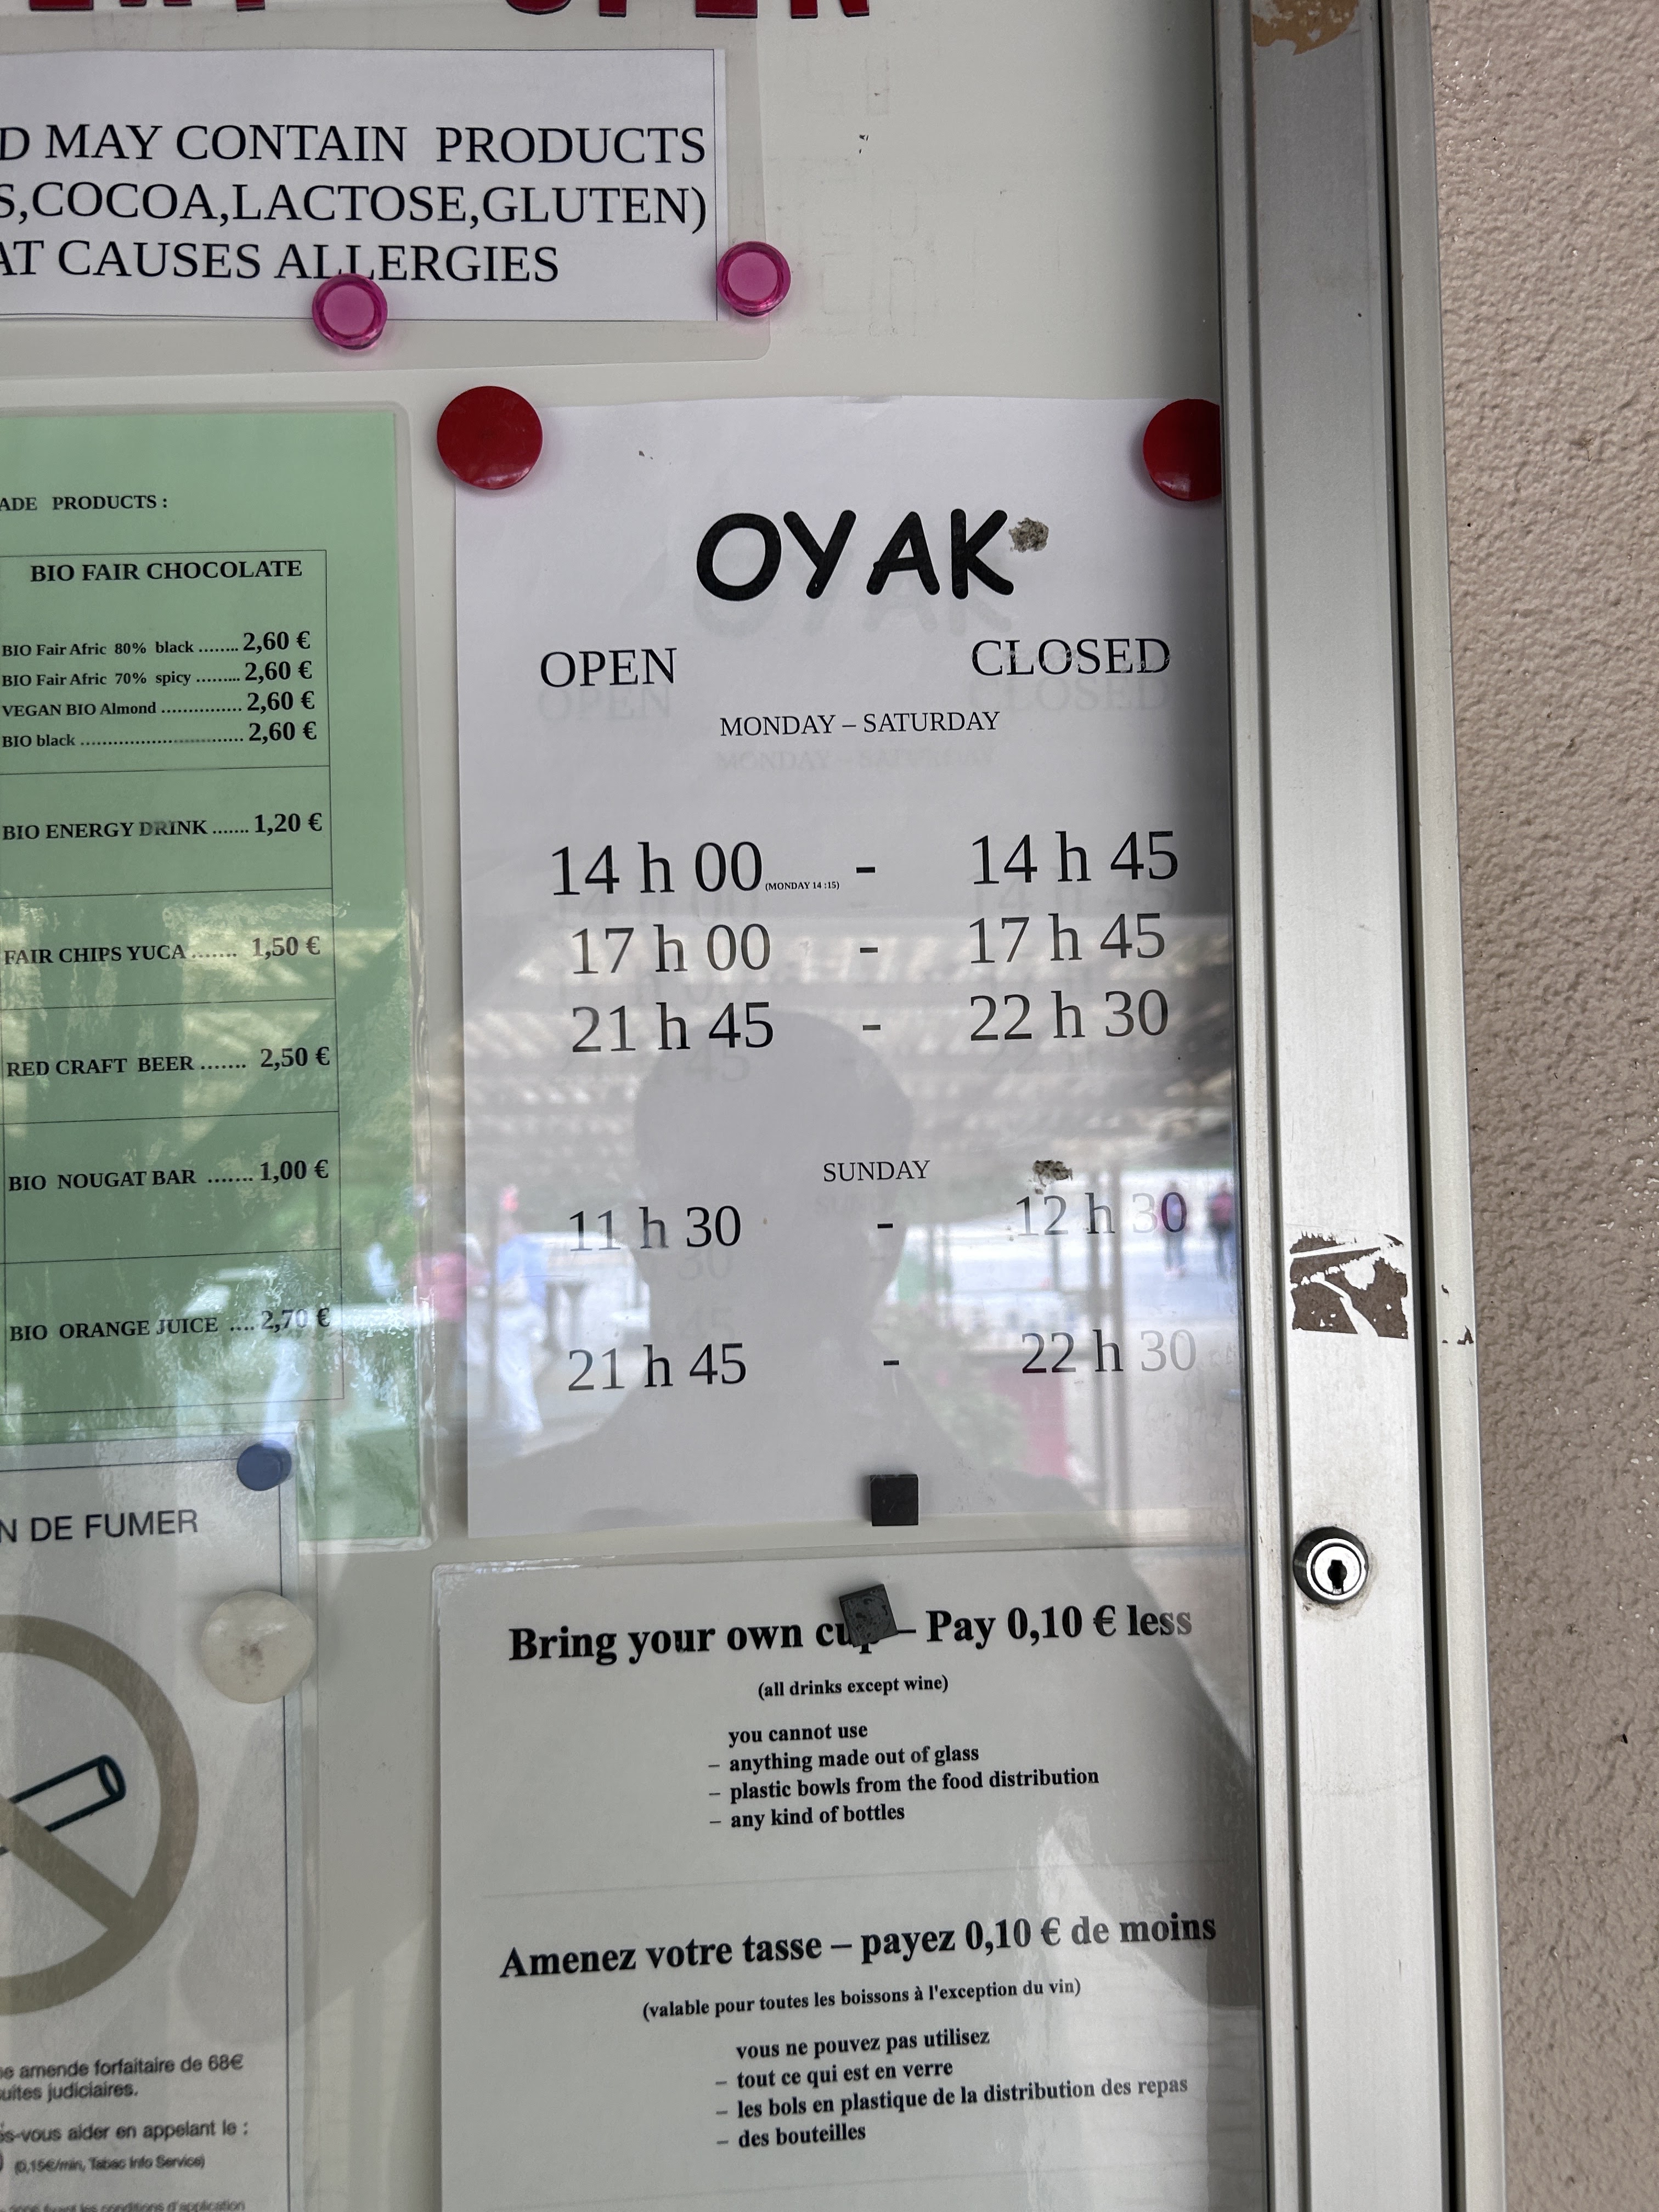 OPEN
D MAY CONTAIN PRODUCTS
S,COCOA,LACTOSE,GLUTEN)
AT CAUSES ALLERGIES
ADE PRODUCTS :
BIO FAIR CHOCOLATE
BIO Fair Afric 80% black ........ 2,60 €
BIO Fair Afric 70% spicy ......... 2,60 €
VEGAN BIO Almond ............... 2,60 €
BIO black .............................. 2,60 €
BIO ENERGY DRINK ....... 1,20 €
FAIR CHIPS YUCA ....... 1,50 €
RED CRAFT BEER ....... 2,50 €
BIO NOUGAT BAR ....... 1,00 €
BIO ORANGE JUICE .... 2,70 €
OYAK
OPEN CLOSED
MONDAY – SATURDAY
14 h 00 (MONDAY 14 :15) - 14 h 45
17 h 00 - 17 h 45
21 h 45 - 22 h 30
SUNDAY
11 h 30 - 12 h 30
21 h 45 - 22 h 30
N DE FUMER
ne amende forfaitaire de 68€
uites judiciaires.
is-vous aider en appelant le :
(0,15€/min, Tabac Info Service)
fixant les conditions d'application
Bring your own cup – Pay 0,10 € less
(all drinks except wine)
you cannot use
– anything made out of glass
– plastic bowls from the food distribution
– any kind of bottles
Amenez votre tasse – payez 0,10 € de moins
(valable pour toutes les boissons à l'exception du vin)
vous ne pouvez pas utilisez
– tout ce qui est en verre
– les bols en plastique de la distribution des repas
– des bouteilles